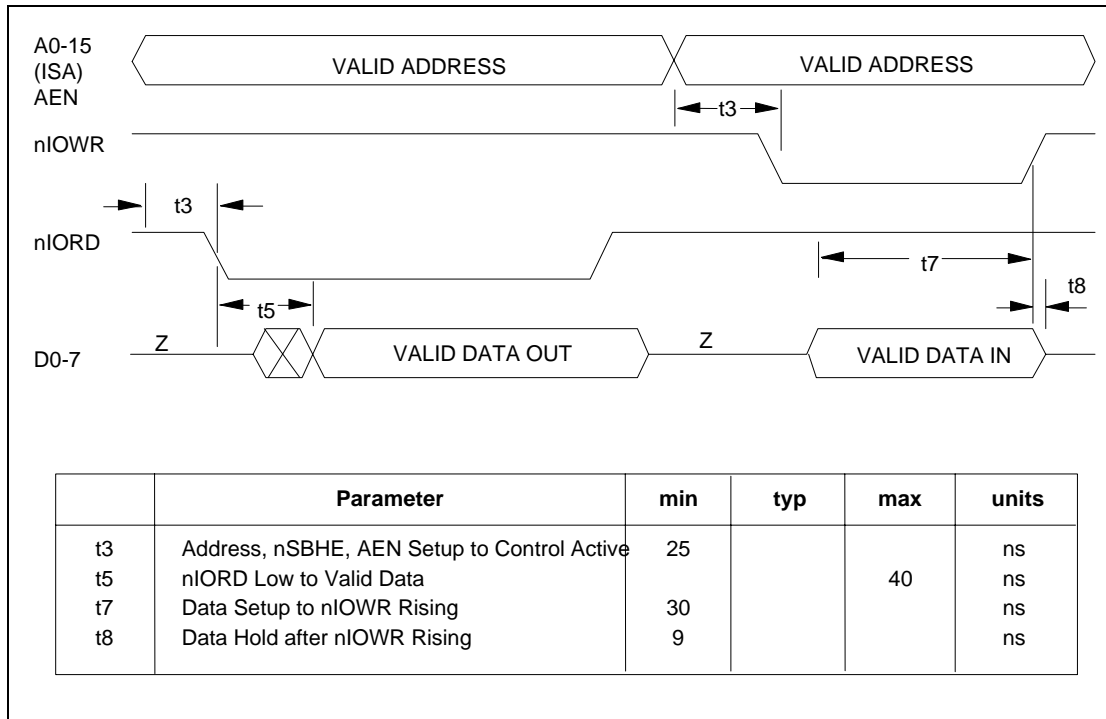 A0-15
(ISA)
AEN
VALID ADDRESS
VALID ADDRESS
t3
nIOWR
t3
nIORD
t7
t8
t5
D0-7
Z
VALID DATA OUT
Z
VALID DATA IN
Parameter min typ max units
t3 Address, nSBHE, AEN Setup to Control Active 25 ns
t5 nIORD Low to Valid Data 40 ns
t7 Data Setup to nIOWR Rising 30 ns
t8 Data Hold after nIOWR Rising 9 ns